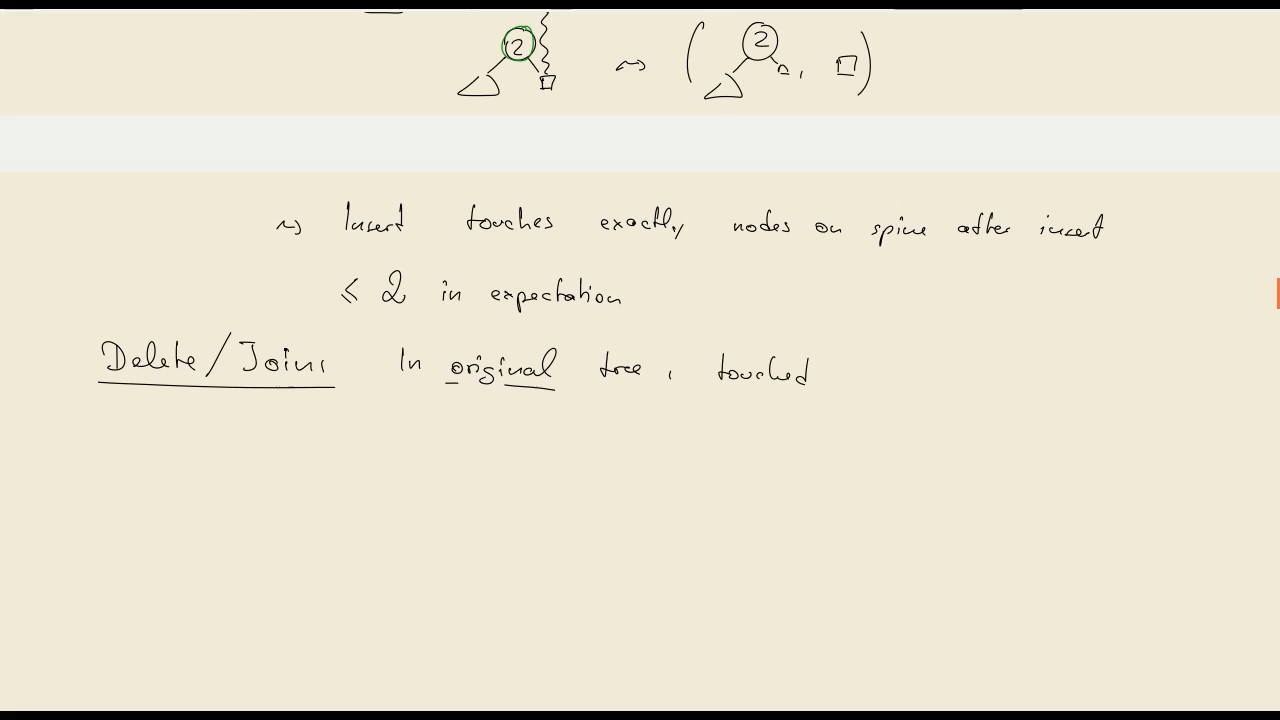 2 ⇝ ( 2 , )
⇝ Insert touches exactly nodes on spine after insert
≤ 2 in expectation
Delete/Join: In original tree, touched